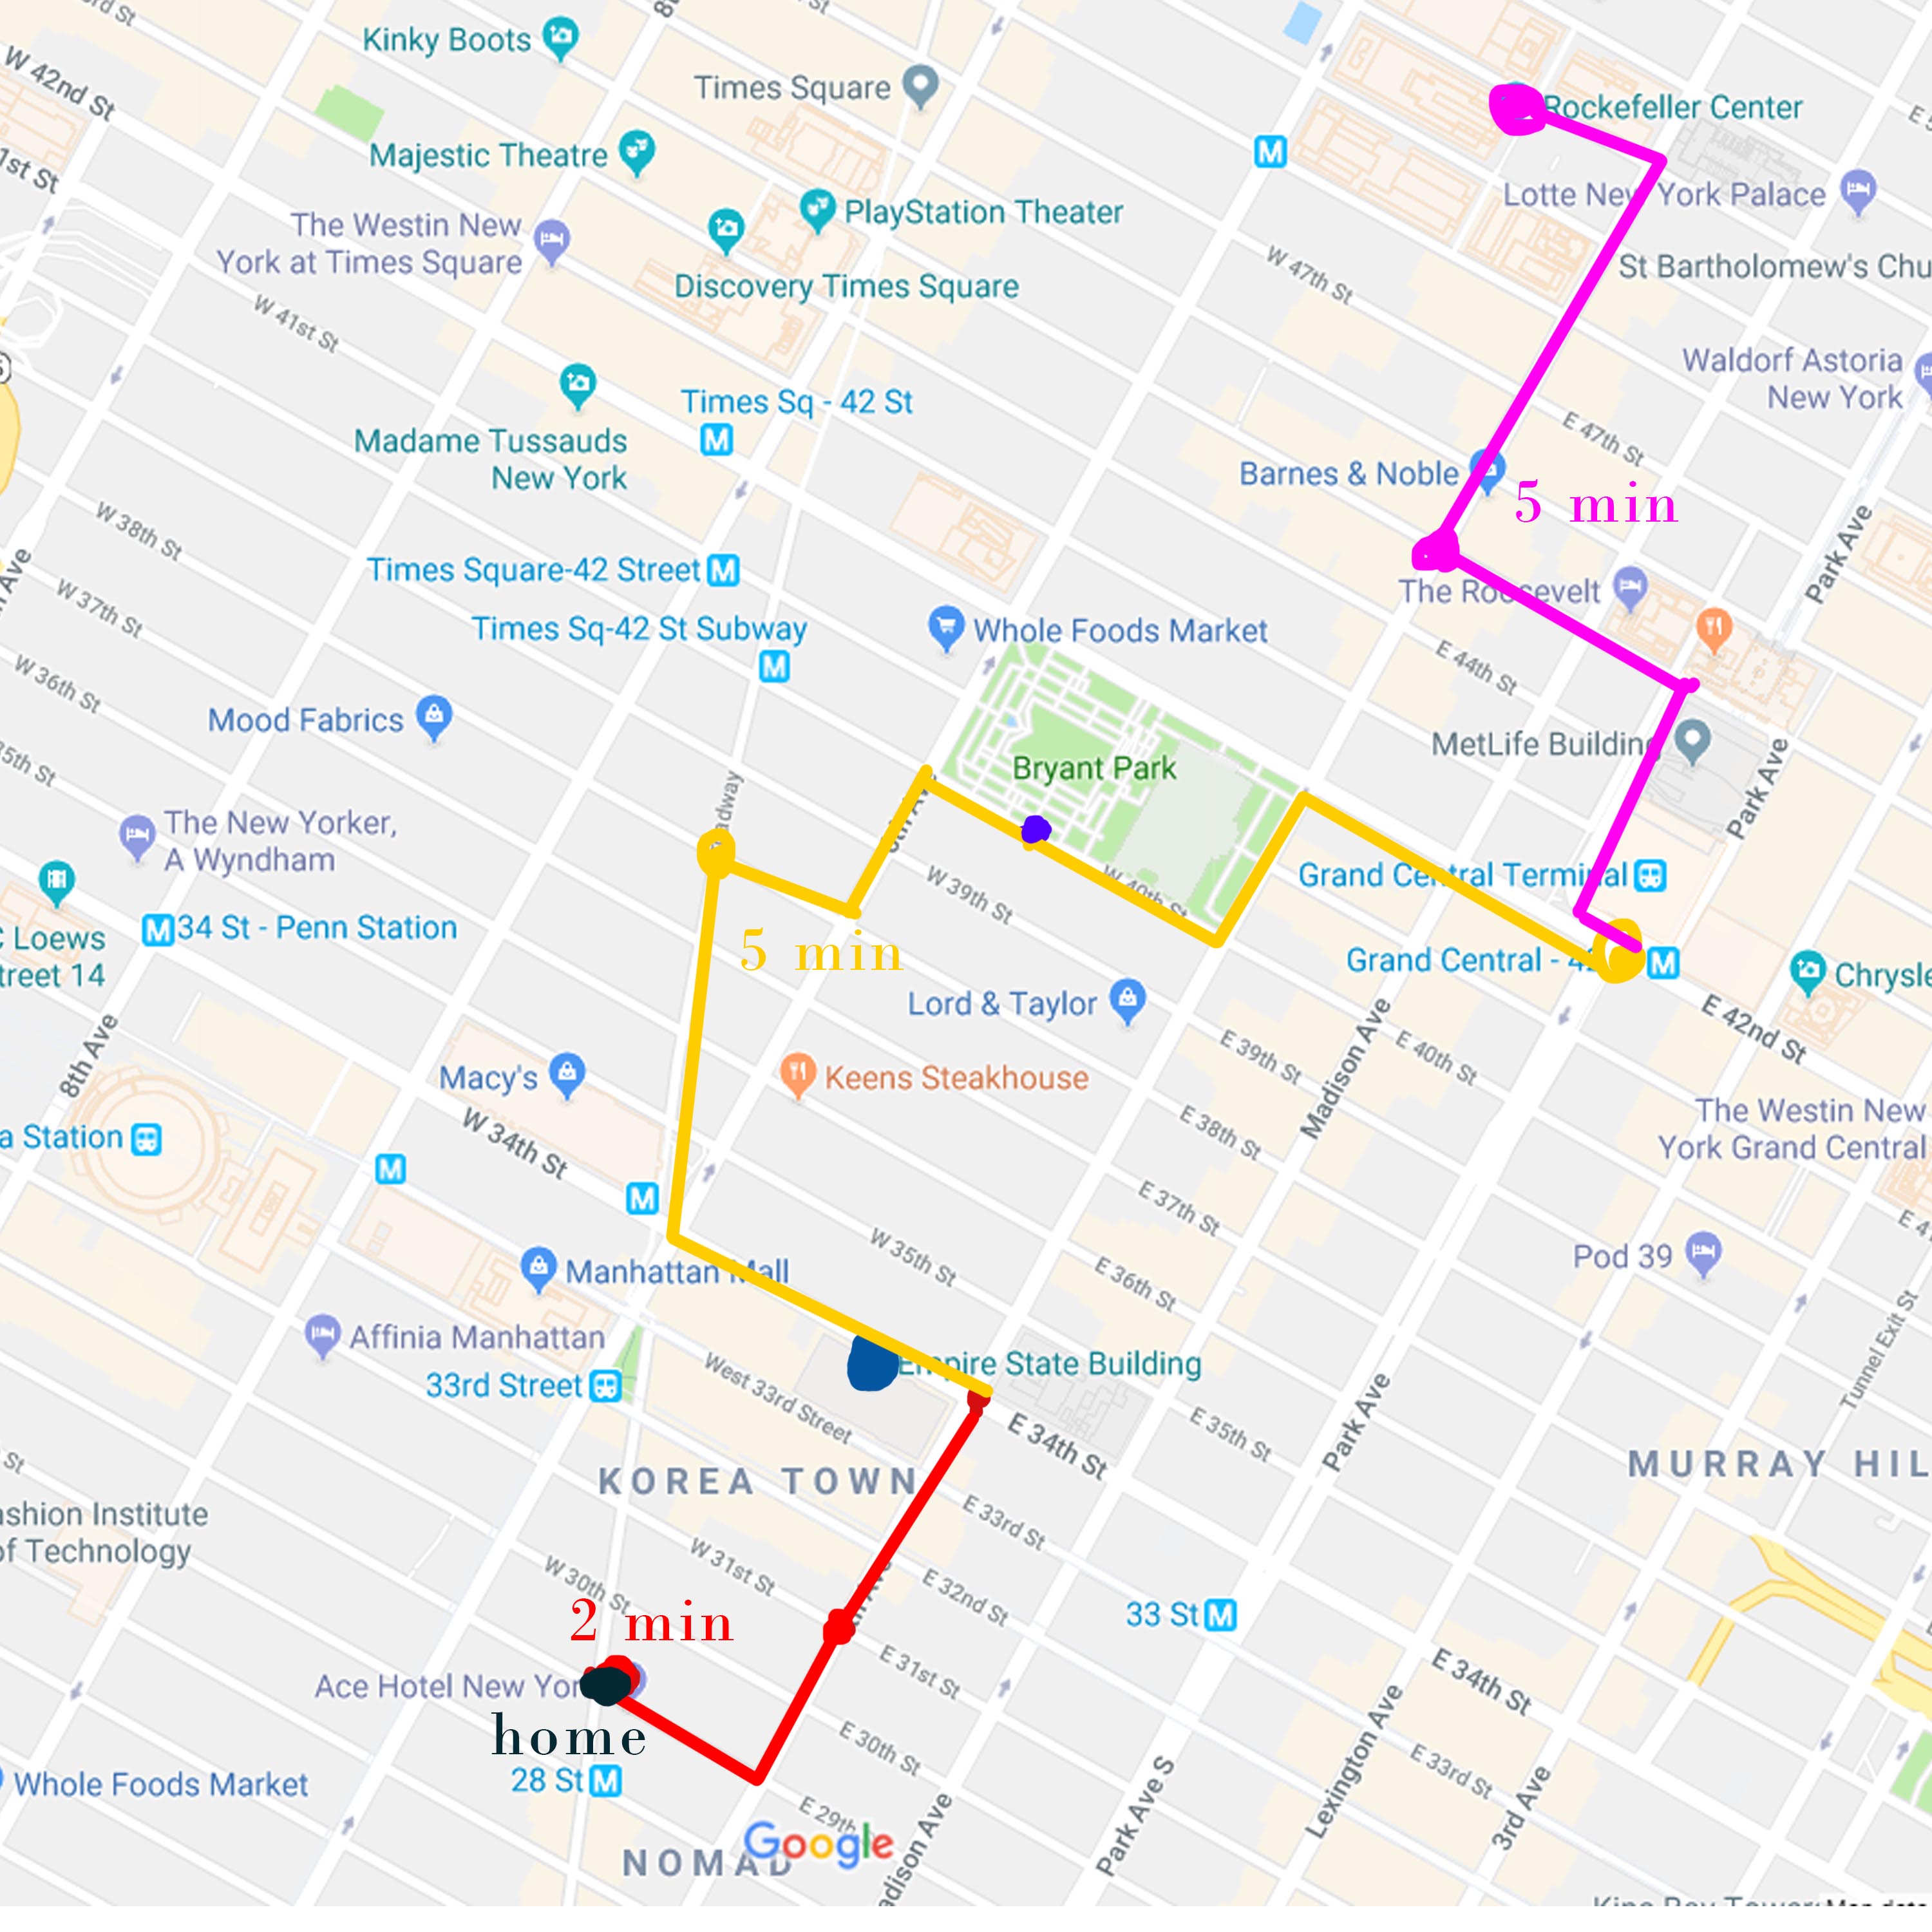 Kinky Boots
Times Square
W 42nd St
Rockefeller Center
Majestic Theatre
Lotte New York Palace
PlayStation Theater
The Westin New
York at Times Square
Discovery Times Square
W 47th St
St Bartholomew's Chu
W 41st St
Waldorf Astoria
New York
Times Sq - 42 St
Madame Tussauds
New York
E 47th St
Barnes & Noble
5 min
W 38th St
Park Ave
Times Square-42 Street
The Roosevelt
W 37th St
Times Sq-42 St Subway
Whole Foods Market
E 44th St
W 36th St
Mood Fabrics
MetLife Building
Bryant Park
Park Ave
The New Yorker,
A Wyndham
W 39th St
W 40th St
Grand Central Terminal
34 St - Penn Station
5 min
Grand Central - 42
Loews
treet 14
Chrysle
Lord & Taylor
E 42nd St
E 39th St
E 40th St
8th Ave
Madison Ave
Macy's
Keens Steakhouse
The Westin New
York Grand Central
a Station
W 34th St
E 38th St
E 37th St
W 35th St
Pod 39
Manhattan Mall
E 36th St
Affinia Manhattan
Tunnel Exit St
Empire State Building
33rd Street
West 33rd Street
E 34th St
E 35th St
Park Ave
KOREA TOWN
MURRAY HIL
E 33rd St
ashion Institute
of Technology
W 31st St
W 30th St
E 32nd St
2 min
33 St
Ace Hotel New Yor
E 31st St
E 34th St
home
E 30th St
28 St
Whole Foods Market
Lexington Ave
E 33rd St
Park Ave S
3rd Ave
E 29th
Google
adison Ave
NOMAD